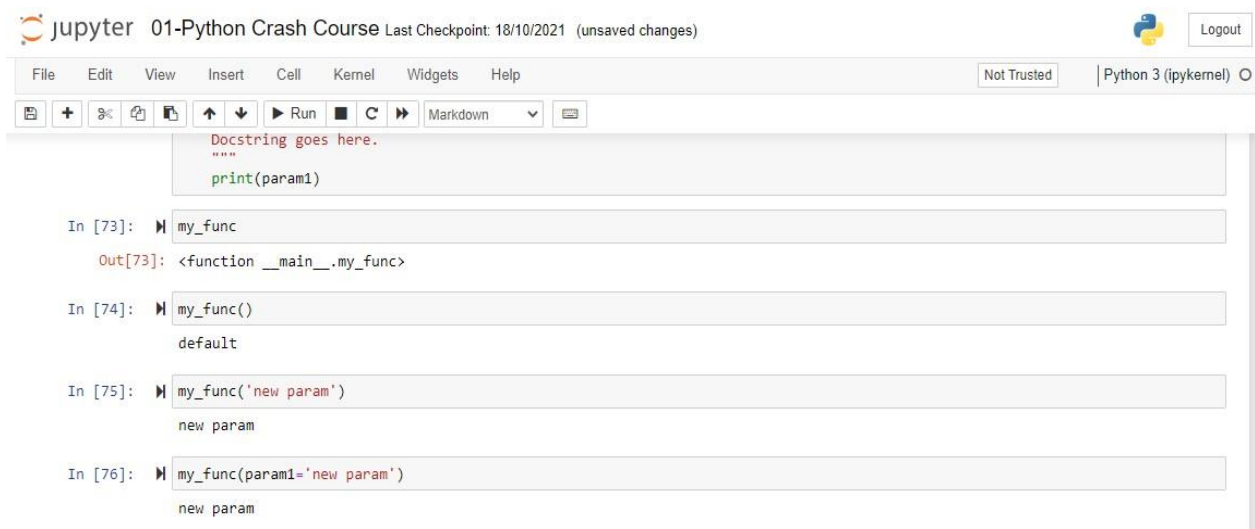 jupyter 01-Python Crash Course Last Checkpoint: 18/10/2021 (unsaved changes)
Logout
File Edit View Insert Cell Kernel Widgets Help
Not Trusted
Python 3 (ipykernel)
Run
Markdown
Docstring goes here.
"""
print(param1)
In [73]: my_func
Out[73]: <function __main__.my_func>
In [74]: my_func()
default
In [75]: my_func('new param')
new param
In [76]: my_func(param1='new param')
new param